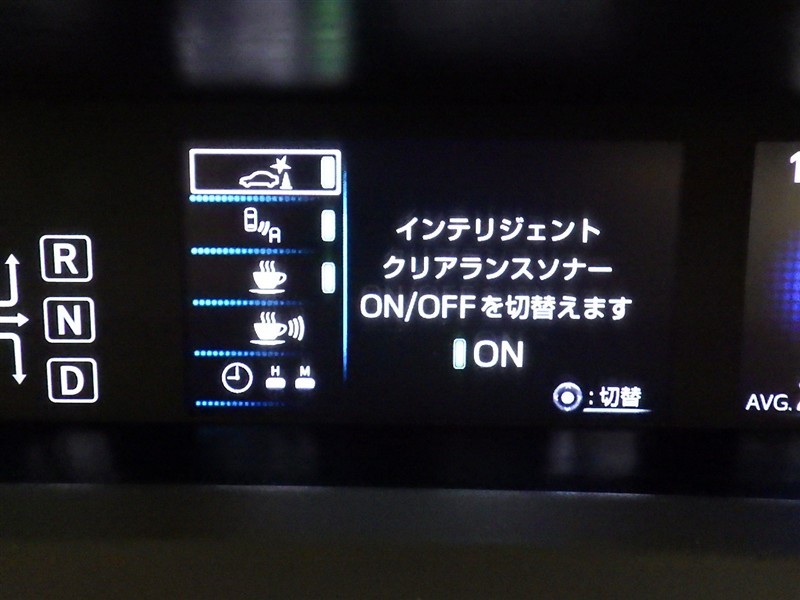 R
N
D
A
H M
インテリジェント
クリアランスソナー
ON/OFFを切替えます
ON
:切替
1
AVG.